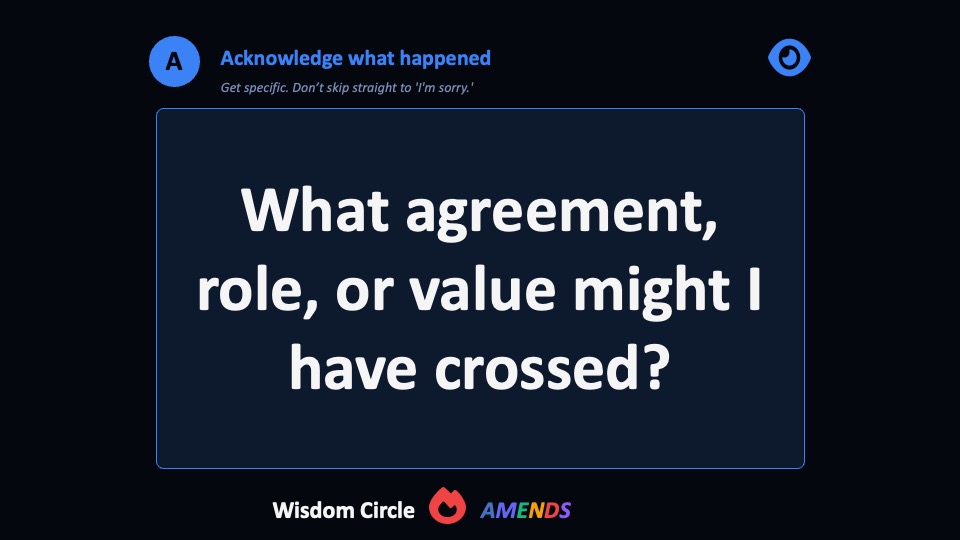 A
Acknowledge what happened
Get specific. Don’t skip straight to 'I'm sorry.'
What agreement,
role, or value might I
have crossed?
Wisdom Circle AMENDS